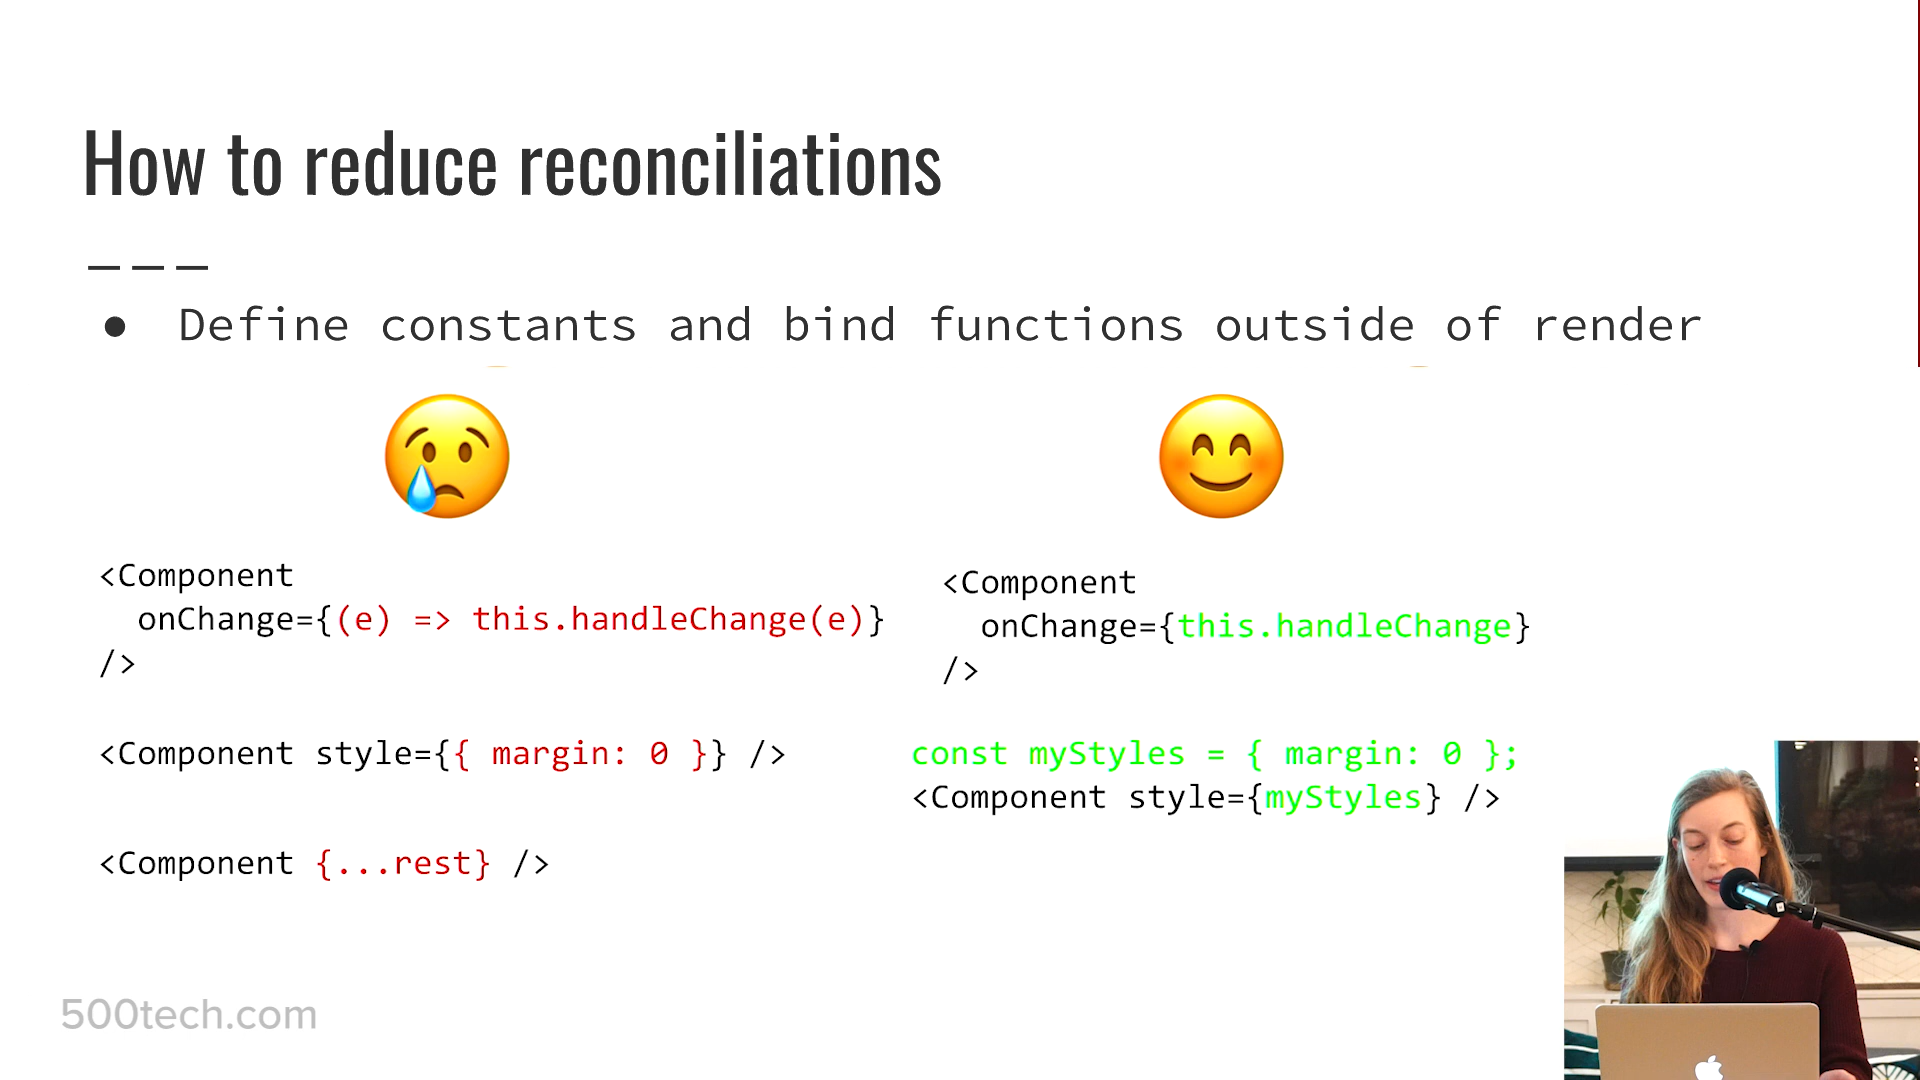 How to reduce reconciliations
● Define constants and bind functions outside of render
<Component
onChange={(e) => this.handleChange(e)}
/>
<Component style={{ margin: 0 }} />
<Component {...rest} />
<Component
onChange={this.handleChange}
/>
const myStyles = { margin: 0 };
<Component style={myStyles} />
500tech.com